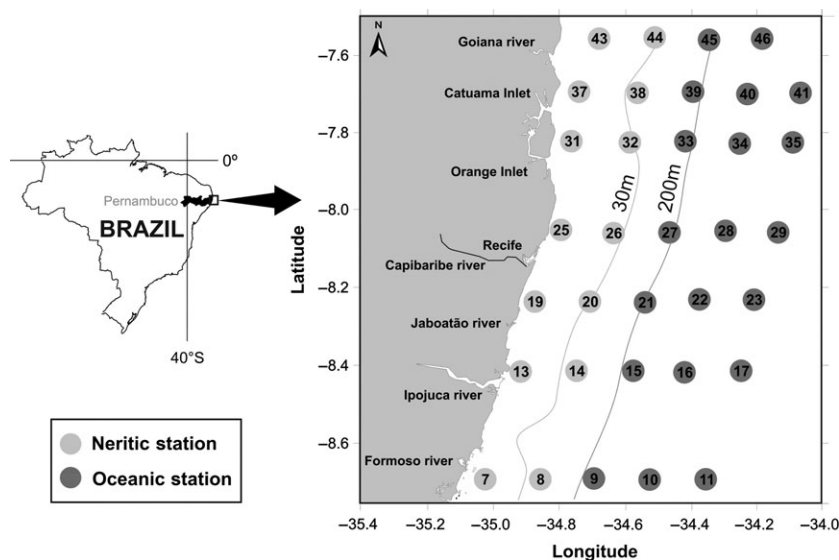 0°
Pernambuco
BRAZIL
40°S
Neritic station
Oceanic station
N
Latitude
−7.6
−7.8
−8.0
−8.2
−8.4
−8.6
Goiana river
Catuama Inlet
Orange Inlet
Recife
Capibaribe river
Jaboatão river
Ipojuca river
Formoso river
30m
200m
43 44 45 46
37 38 39 40 41
31 32 33 34 35
25 26 27 28 29
19 20 21 22 23
13 14 15 16 17
7 8 9 10 11
−35.4 −35.2 −35.0 −34.8 −34.6 −34.4 −34.2 −34.0
Longitude